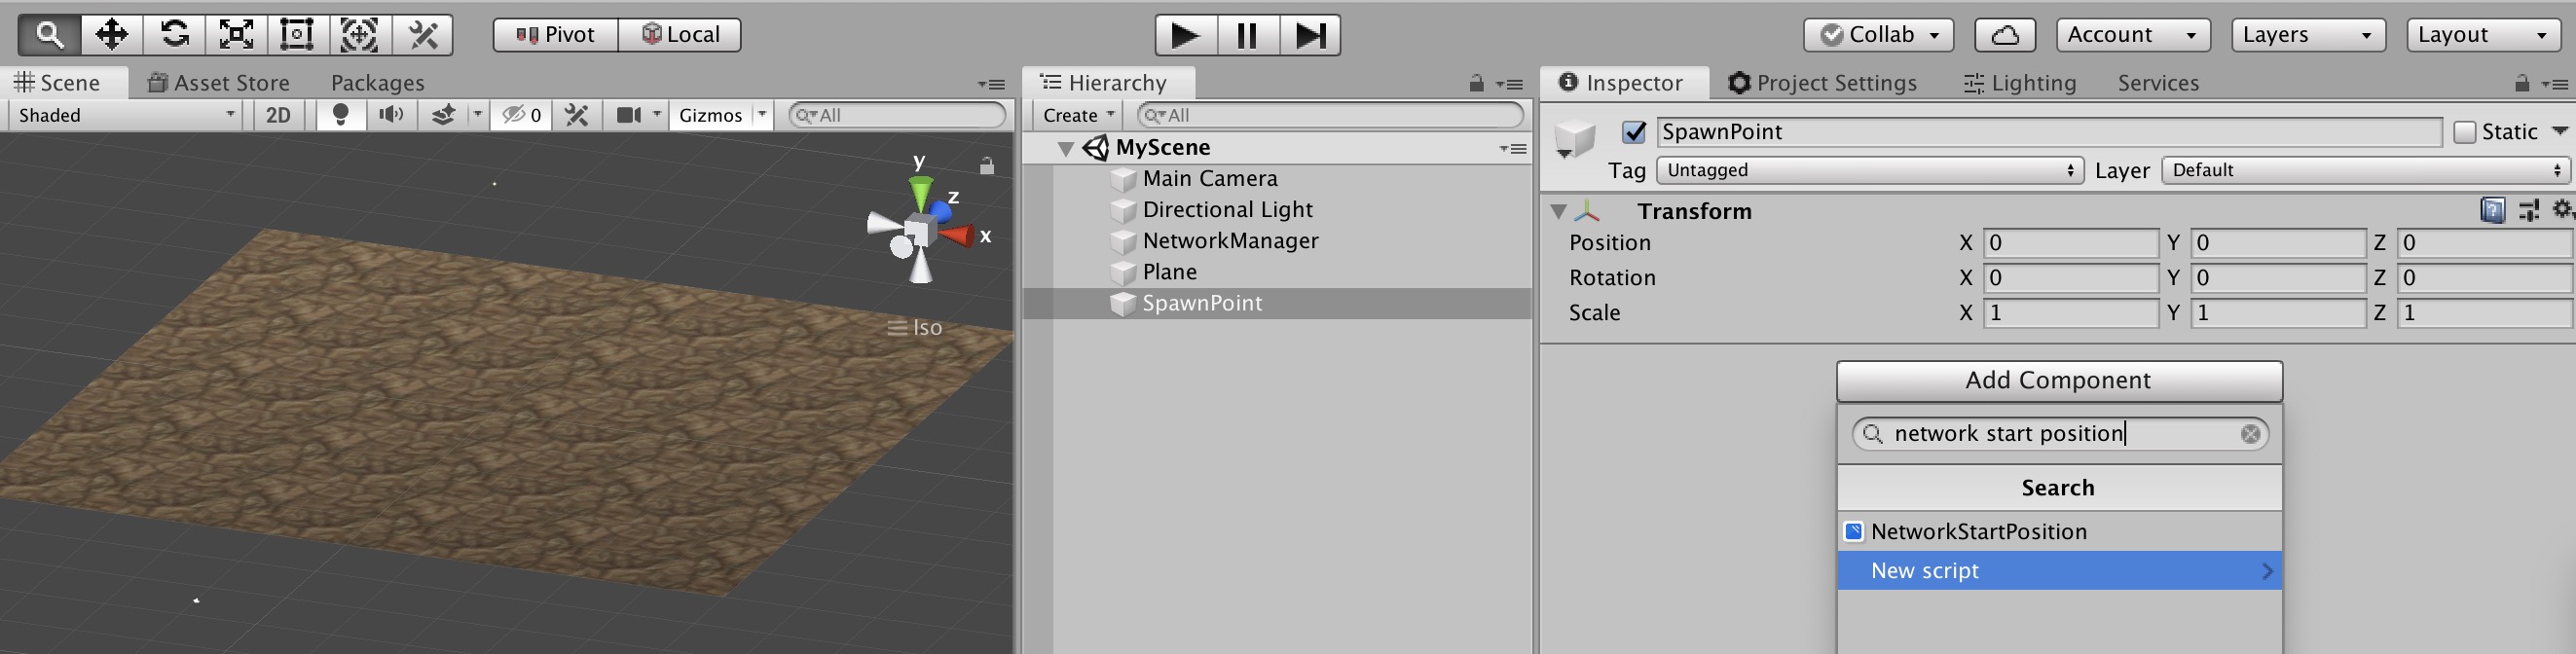 Pivot Local Collab Account Layers Layout
Scene Asset Store Packages
Shaded 2D 0 Gizmos All
y
z
x
Iso
Hierarchy
Create All
MyScene
Main Camera
Directional Light
NetworkManager
Plane
SpawnPoint
Inspector Project Settings Lighting Services
SpawnPoint Static
Tag Untagged Layer Default
Transform
Position X 0 Y 0 Z 0
Rotation X 0 Y 0 Z 0
Scale X 1 Y 1 Z 1
Add Component
network start position
Search
NetworkStartPosition
New script